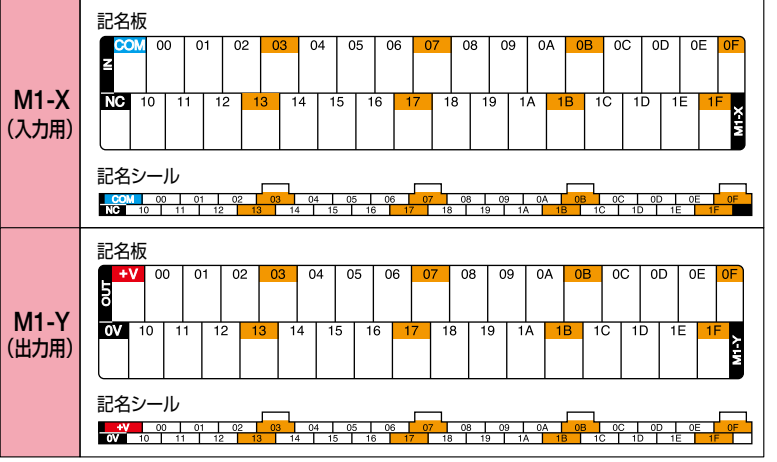 M1-X
（入力用）
記名板
IN COM 00 01 02 03 04 05 06 07 08 09 0A 0B 0C 0D 0E 0F
NC 10 11 12 13 14 15 16 17 18 19 1A 1B 1C 1D 1E 1F M1-X
記名シール
COM 00 01 02 03 04 05 06 07 08 09 0A 0B 0C 0D 0E 0F
NC 10 11 12 13 14 15 16 17 18 19 1A 1B 1C 1D 1E 1F
M1-Y
（出力用）
記名板
OUT +V 00 01 02 03 04 05 06 07 08 09 0A 0B 0C 0D 0E 0F
0V 10 11 12 13 14 15 16 17 18 19 1A 1B 1C 1D 1E 1F M1-Y
記名シール
+V 00 01 02 03 04 05 06 07 08 09 0A 0B 0C 0D 0E 0F
0V 10 11 12 13 14 15 16 17 18 19 1A 1B 1C 1D 1E 1F